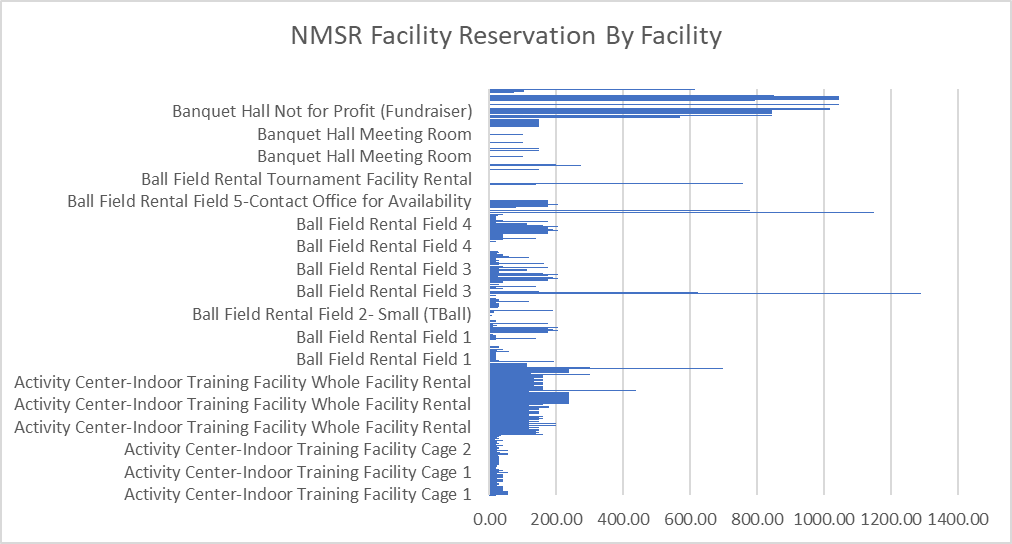 NMSR Facility Reservation By Facility
Banquet Hall Not for Profit (Fundraiser)
Banquet Hall Meeting Room
Banquet Hall Meeting Room
Ball Field Rental Tournament Facility Rental
Ball Field Rental Field 5-Contact Office for Availability
Ball Field Rental Field 4
Ball Field Rental Field 4
Ball Field Rental Field 3
Ball Field Rental Field 3
Ball Field Rental Field 2- Small (TBall)
Ball Field Rental Field 1
Ball Field Rental Field 1
Activity Center-Indoor Training Facility Whole Facility Rental
Activity Center-Indoor Training Facility Whole Facility Rental
Activity Center-Indoor Training Facility Whole Facility Rental
Activity Center-Indoor Training Facility Cage 2
Activity Center-Indoor Training Facility Cage 1
Activity Center-Indoor Training Facility Cage 1
0.00 200.00 400.00 600.00 800.00 1000.00 1200.00 1400.00